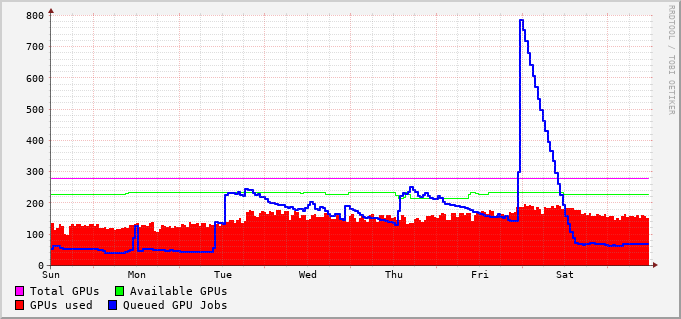 800
700
600
500
400
300
200
100
0
Sun Mon Tue Wed Thu Fri Sat
Total GPUs Available GPUs
GPUs used Queued GPU Jobs
RRDTOOL / TOBI OETIKER